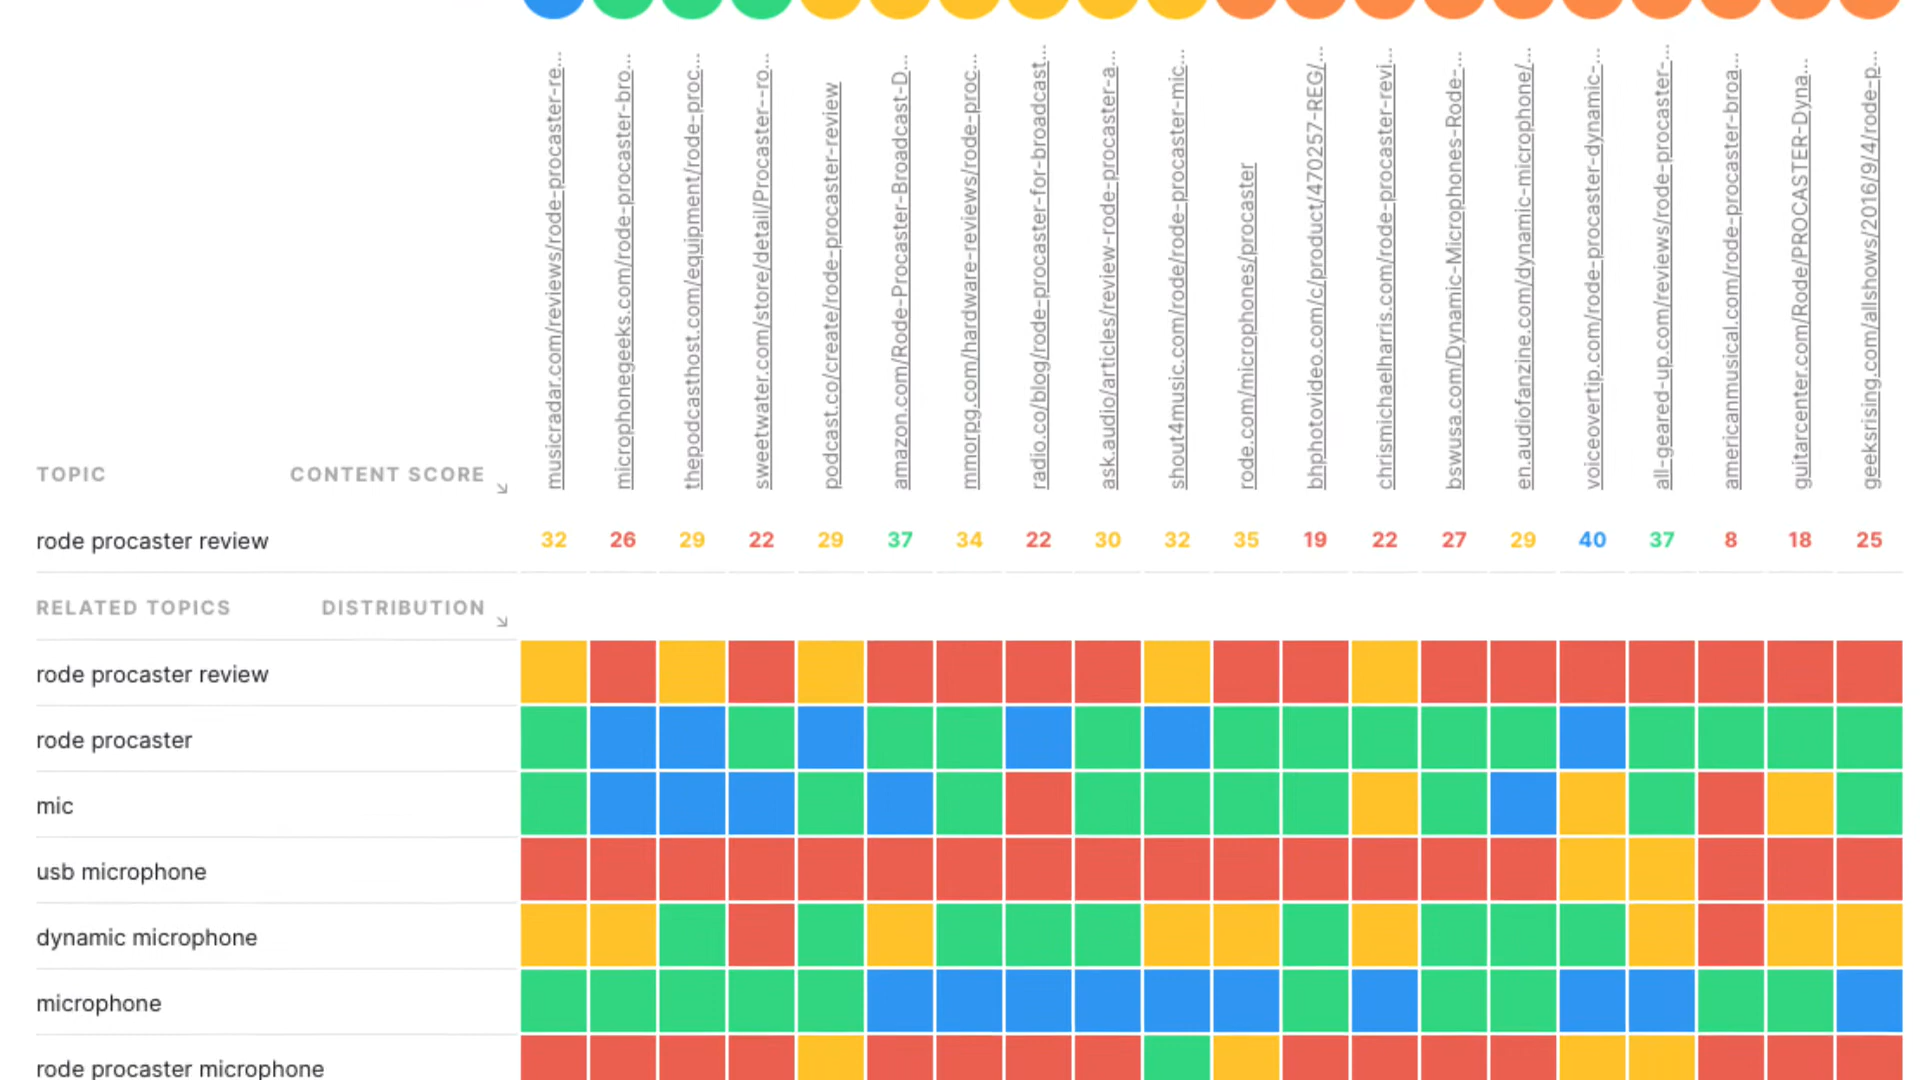 musicradar.com/reviews/rode-procaster-re...
microphonegeeks.com/rode-procaster-bro...
thepodcasthost.com/equipment/rode-proc...
sweetwater.com/store/detail/Procaster--ro...
podcast.co/create/rode-procaster-review
amazon.com/Rode-Procaster-Broadcast-D...
mmorpg.com/hardware-reviews/rode-proc...
radio.co/blog/rode-procaster-for-broadcast...
ask.audio/articles/review-rode-procaster-a...
shout4music.com/rode/rode-procaster-mic...
rode.com/microphones/procaster
bhphotovideo.com/c/product/470257-REG/...
chrismichaelharris.com/rode-procaster-revi...
bswusa.com/Dynamic-Microphones-Rode-...
en.audiofanzine.com/dynamic-microphone/...
voiceovertip.com/rode-procaster-dynamic-...
all-geared-up.com/reviews/rode-procaster-...
americanmusical.com/rode-procaster-broa...
guitarcenter.com/Rode/PROCASTER-Dyna...
geeksrising.com/allshows/2016/9/4/rode-p...
TOPIC CONTENT SCORE
rode procaster review 32 26 29 22 29 37 34 22 30 32 35 19 22 27 29 40 37 8 18 25
RELATED TOPICS DISTRIBUTION
rode procaster review
rode procaster
mic
usb microphone
dynamic microphone
microphone
rode procaster microphone